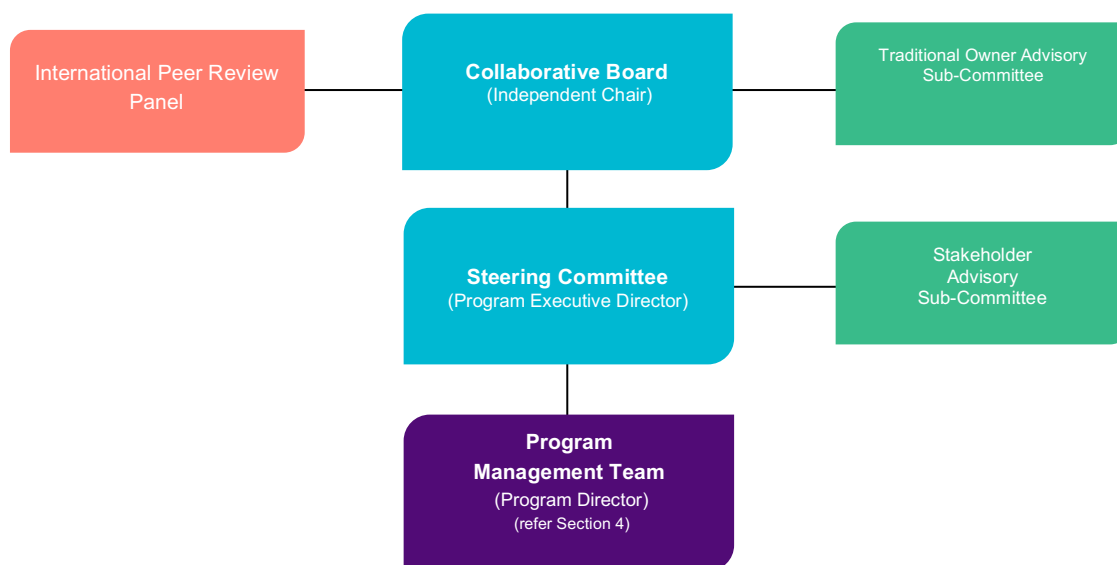 International Peer Review
Panel
Collaborative Board
(Independent Chair)
Traditional Owner Advisory
Sub-Committee
Steering Committee
(Program Executive Director)
Stakeholder
Advisory
Sub-Committee
Program
Management Team
(Program Director)
(refer Section 4)